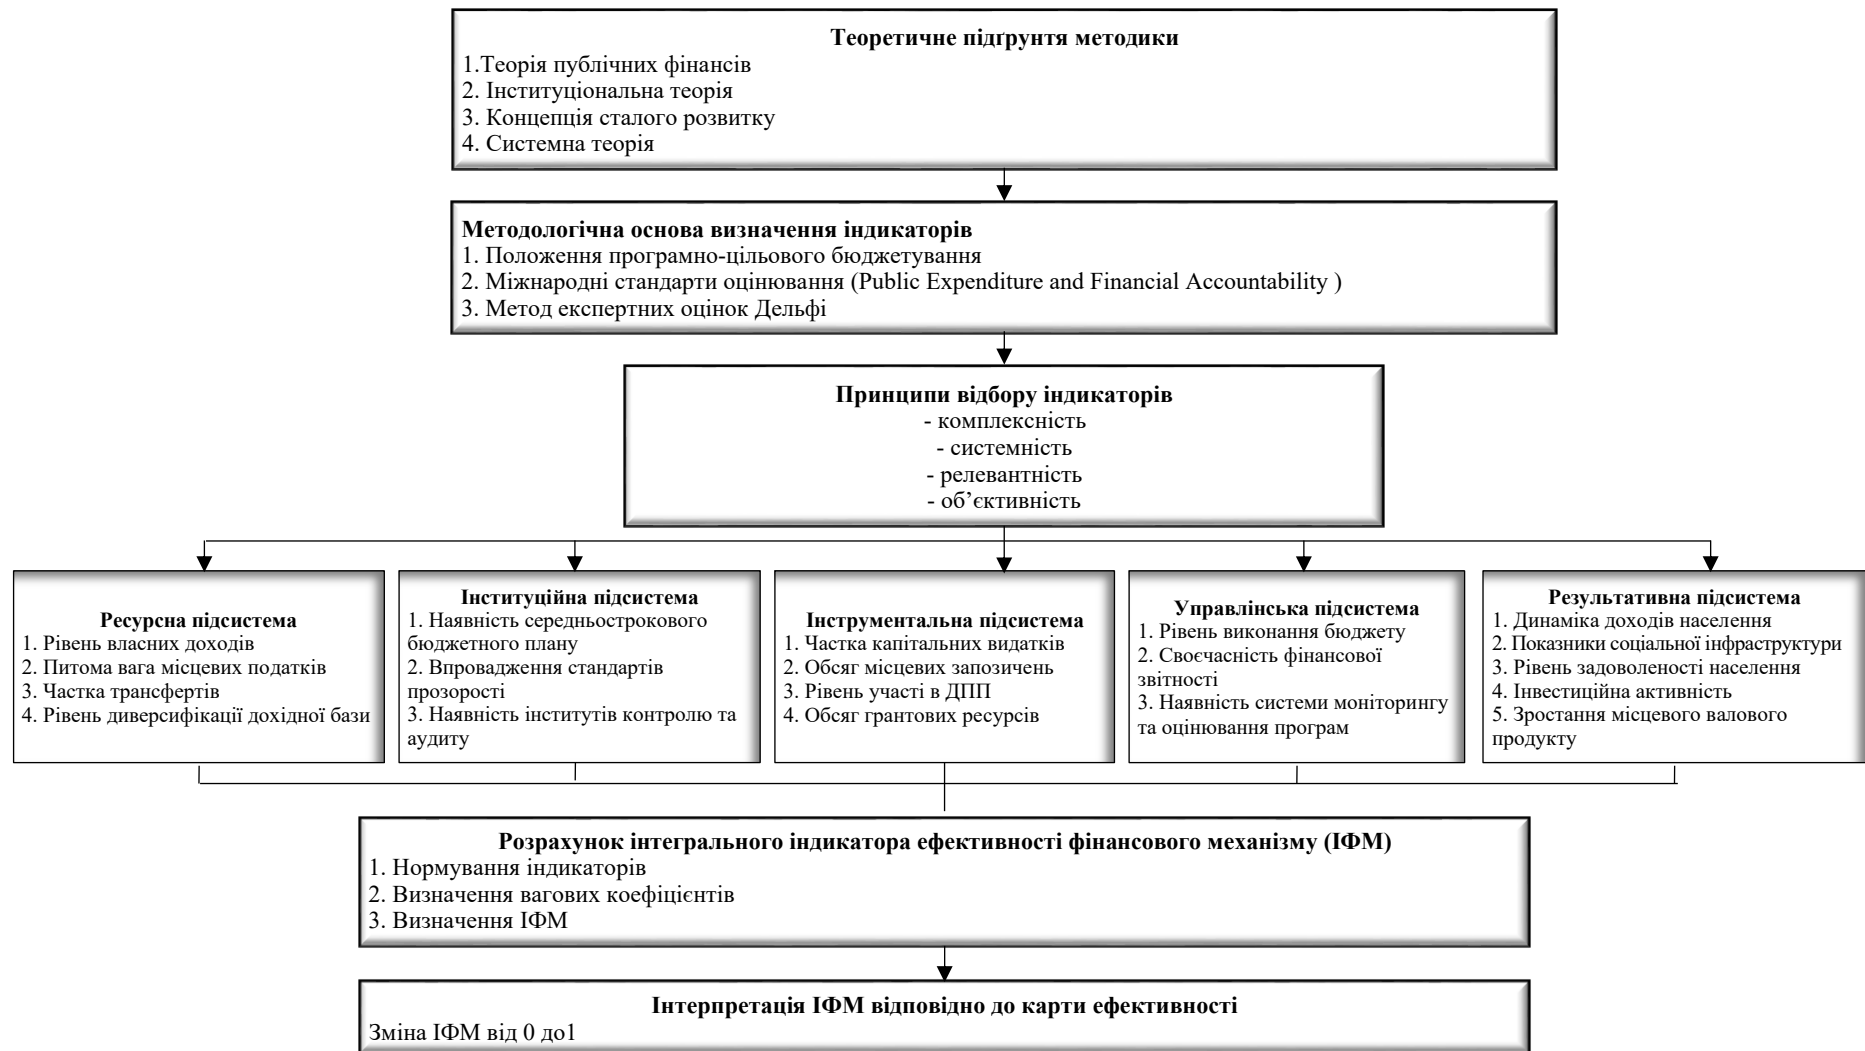 Теоретичне підґрунтя методики
1.Теорія публічних фінансів
2. Інституціональна теорія
3. Концепція сталого розвитку
4. Системна теорія
Методологічна основа визначення індикаторів
1. Положення програмно-цільового бюджетування
2. Міжнародні стандарти оцінювання (Public Expenditure and Financial Accountability )
3. Метод експертних оцінок Дельфі
Принципи відбору індикаторів
- комплексність
- системність
- релевантність
- об’єктивність
Ресурсна підсистема
1. Рівень власних доходів
2. Питома вага місцевих податків
3. Частка трансфертів
4. Рівень диверсифікації дохідної бази
Інституційна підсистема
1. Наявність середньострокового
бюджетного плану
2. Впровадження стандартів
прозорості
3. Наявність інститутів контролю та
аудиту
Інструментальна підсистема
1. Частка капітальних видатків
2. Обсяг місцевих запозичень
3. Рівень участі в ДПП
4. Обсяг грантових ресурсів
Управлінська підсистема
1. Рівень виконання бюджету
2. Своєчасність фінансової
звітності
3. Наявність системи моніторингу
та оцінювання програм
Результативна підсистема
1. Динаміка доходів населення
2. Показники соціальної інфраструктури
3. Рівень задоволеності населення
4. Інвестиційна активність
5. Зростання місцевого валового
продукту
Розрахунок інтегрального індикатора ефективності фінансового механізму (ІФМ)
1. Нормування індикаторів
2. Визначення вагових коефіцієнтів
3. Визначення ІФМ
Інтерпретація ІФМ відповідно до карти ефективності
Зміна ІФМ від 0 до1